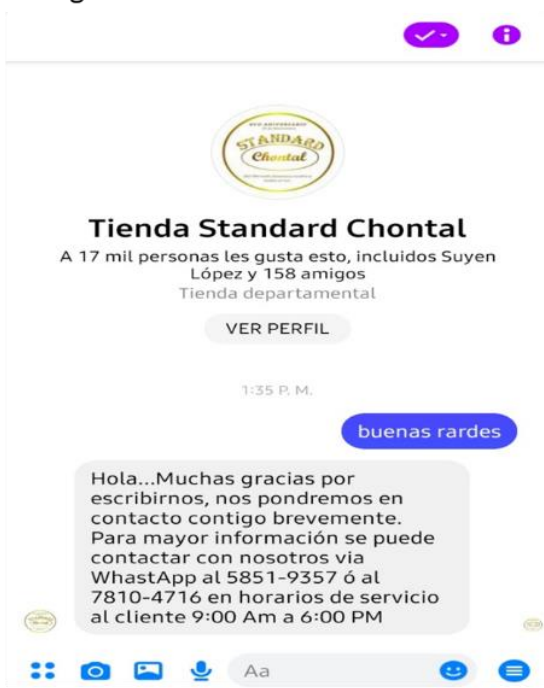 STANDARD
Chontal
Tienda Standard Chontal
A 17 mil personas les gusta esto, incluidos Suyen
López y 158 amigos
Tienda departamental
VER PERFIL
1:35 P. M.
buenas rardes
Hola...Muchas gracias por
escribirnos, nos pondremos en
contacto contigo brevemente.
Para mayor información se puede
contactar con nosotros via
WhastApp al 5851-9357 ó al
7810-4716 en horarios de servicio
al cliente 9:00 Am a 6:00 PM
Aa